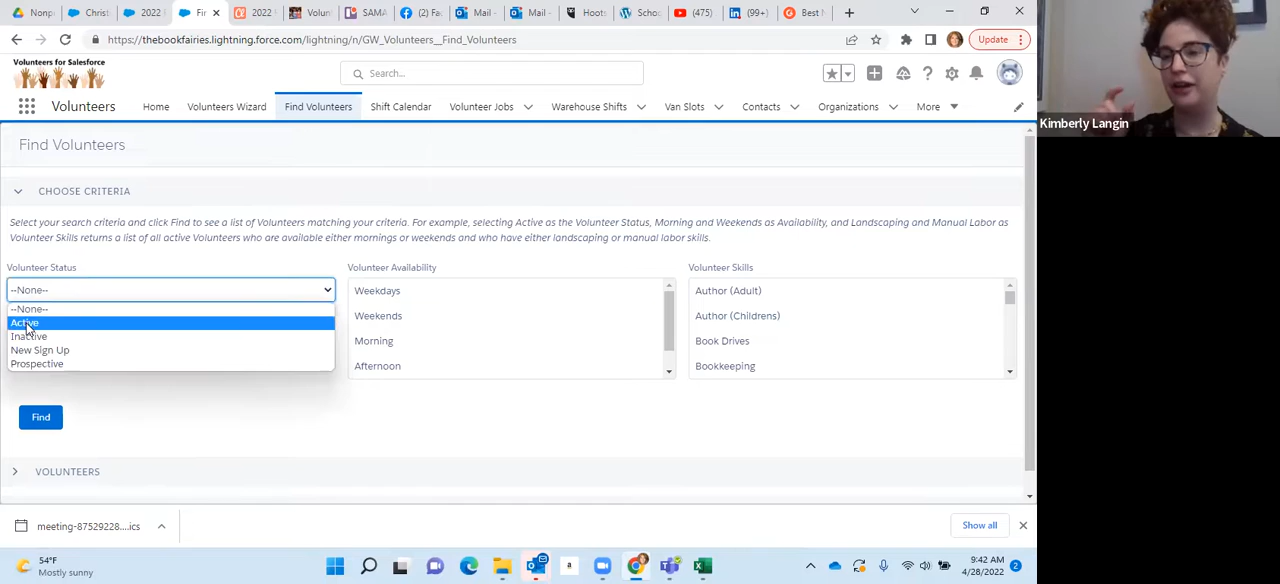 Nonp
Christ
2022
Fir
2022
Volun
SAMA
(2) Fac
Mail -
Mail -
Hoots
Schoo
(475)
(99+)
Best N
https://thebookfairies.lightning.force.com/lightning/n/GW_Volunteers__Find_Volunteers
Update
Volunteers for Salesforce
Search...
Volunteers
Home
Volunteers Wizard
Find Volunteers
Shift Calendar
Volunteer Jobs
Warehouse Shifts
Van Slots
Contacts
Organizations
More
Kimberly Langin
Find Volunteers
CHOOSE CRITERIA
Select your search criteria and click Find to see a list of Volunteers matching your criteria. For example, selecting Active as the Volunteer Status, Morning and Weekends as Availability, and Landscaping and Manual Labor as
Volunteer Skills returns a list of all active Volunteers who are available either mornings or weekends and who have either landscaping or manual labor skills.
Volunteer Status
--None--
--None--
Active
Inactive
New Sign Up
Prospective
Volunteer Availability
Weekdays
Weekends
Morning
Afternoon
Volunteer Skills
Author (Adult)
Author (Childrens)
Book Drives
Bookkeeping
Find
VOLUNTEERS
meeting-87529228....ics
Show all
54°F
Mostly sunny
9:42 AM
4/28/2022
2